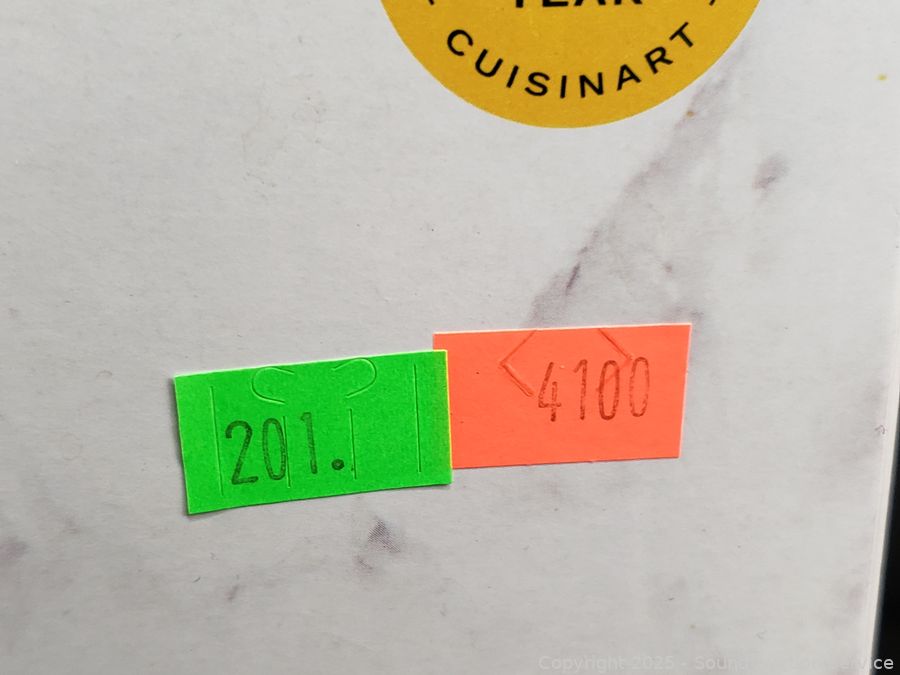 YEAR
CUISINART
201.
4100